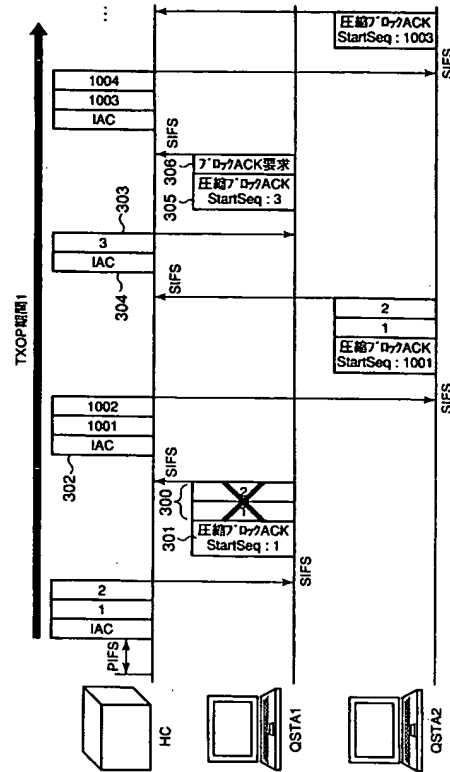 TXOP期間1
…
PIFS
IAC
1
2
302
IAC
1001
1002
304
IAC
3
303
IAC
1003
1004
HC
301
圧縮ブロックACK
StartSeq : 1
300
1
2
SIFS
SIFS
305
圧縮ブロックACK
StartSeq : 3
306
ブロックACK要求
SIFS
QSTA1
SIFS
圧縮ブロックACK
StartSeq : 1001
1
2
圧縮ブロックACK
StartSeq : 1003
QSTA2
SIFS
SIFS